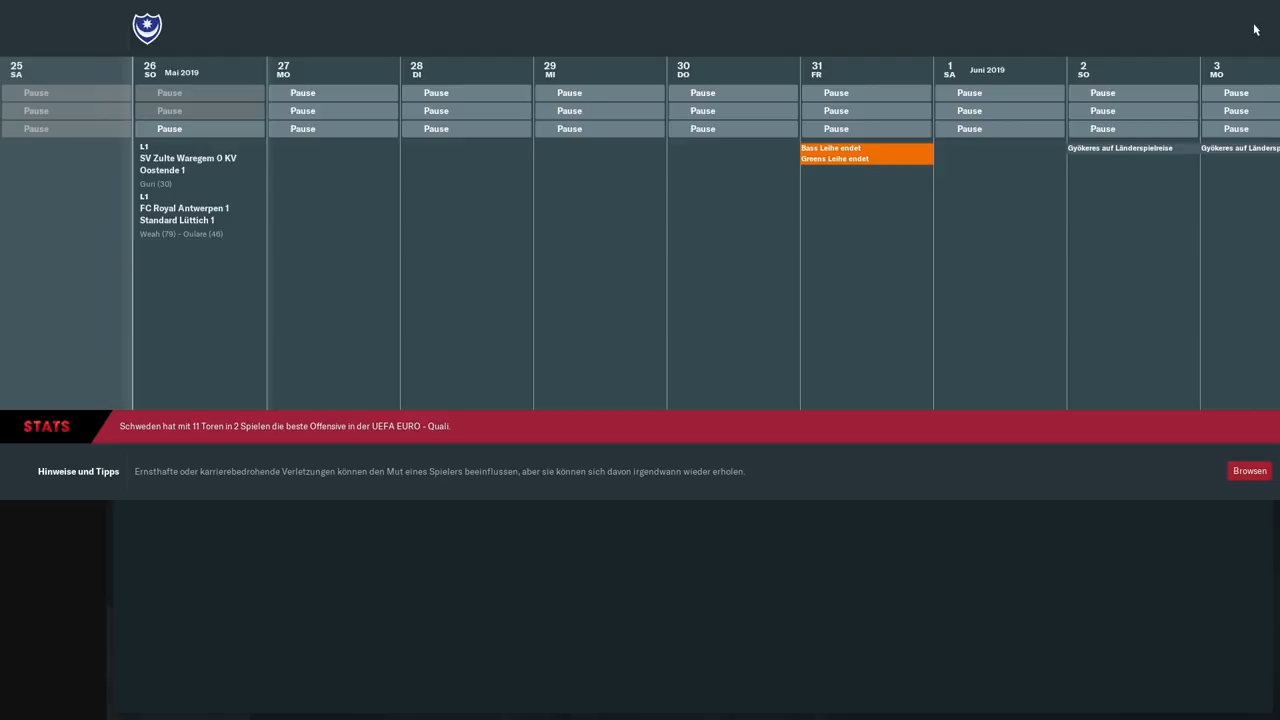 25
SA
26
SO Mai 2019
27
MO
28
DI
29
MI
30
DO
31
FR
1
SA Juni 2019
2
SO
3
MO
Pause Pause Pause Pause Pause Pause Pause Pause Pause Pause
Pause Pause Pause Pause Pause Pause Pause Pause Pause Pause
Pause Pause Pause Pause Pause Pause Pause Pause Pause Pause
L1
SV Zulte Waregem 0 KV
Oostende 1
Guri (30)
L1
FC Royal Antwerpen 1
Standard Lüttich 1
Weah (79) - Oulare (46)
Bass Leihe endet
Greens Leihe endet
Gyökeres auf Länderspielreise
Gyökeres auf Ländersp
STATS
Schweden hat mit 11 Toren in 2 Spielen die beste Offensive in der UEFA EURO - Quali.
Hinweise und Tipps
Ernsthafte oder karrierebedrohende Verletzungen können den Mut eines Spielers beeinflussen, aber sie können sich davon irgendwann wieder erholen.
Browsen